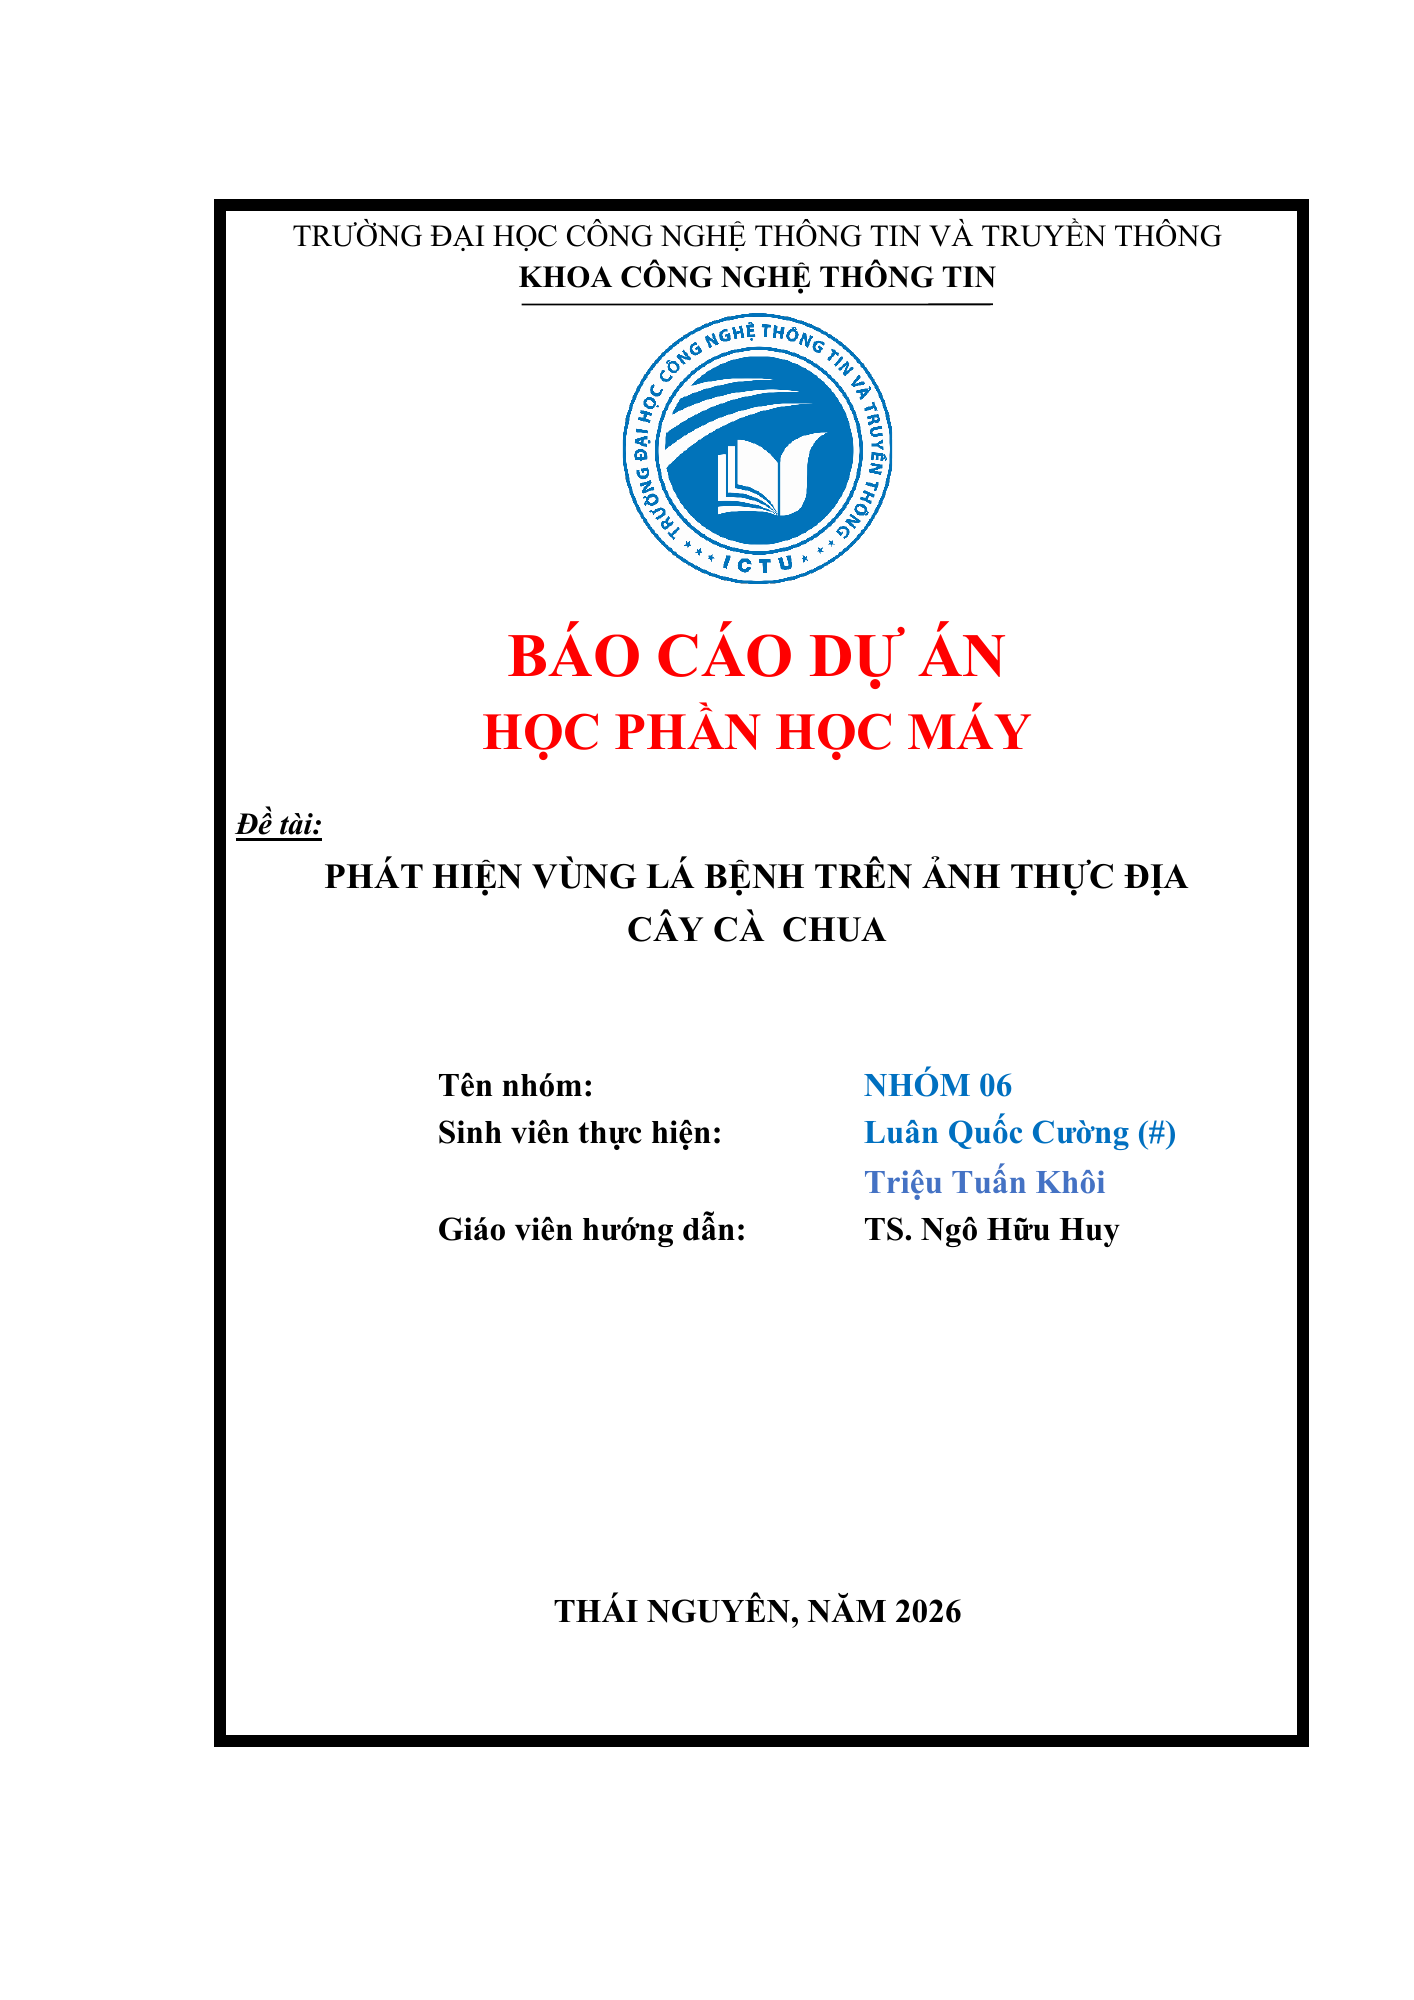 TRƯỜNG ĐẠI HỌC CÔNG NGHỆ THÔNG TIN VÀ TRUYỀN THÔNG
KHOA CÔNG NGHỆ THÔNG TIN
TRƯỜNG ĐẠI HỌC CÔNG NGHỆ THÔNG TIN VÀ TRUYỀN THÔNG
ICTU
BÁO CÁO DỰ ÁN
HỌC PHẦN HỌC MÁY
Đề tài:
PHÁT HIỆN VÙNG LÁ BỆNH TRÊN ẢNH THỰC ĐỊA
CÂY CÀ  CHUA
Tên nhóm: NHÓM 06
Sinh viên thực hiện: Luân Quốc Cường (#)
Triệu Tuấn Khôi
Giáo viên hướng dẫn: TS. Ngô Hữu Huy
THÁI NGUYÊN, NĂM 2026